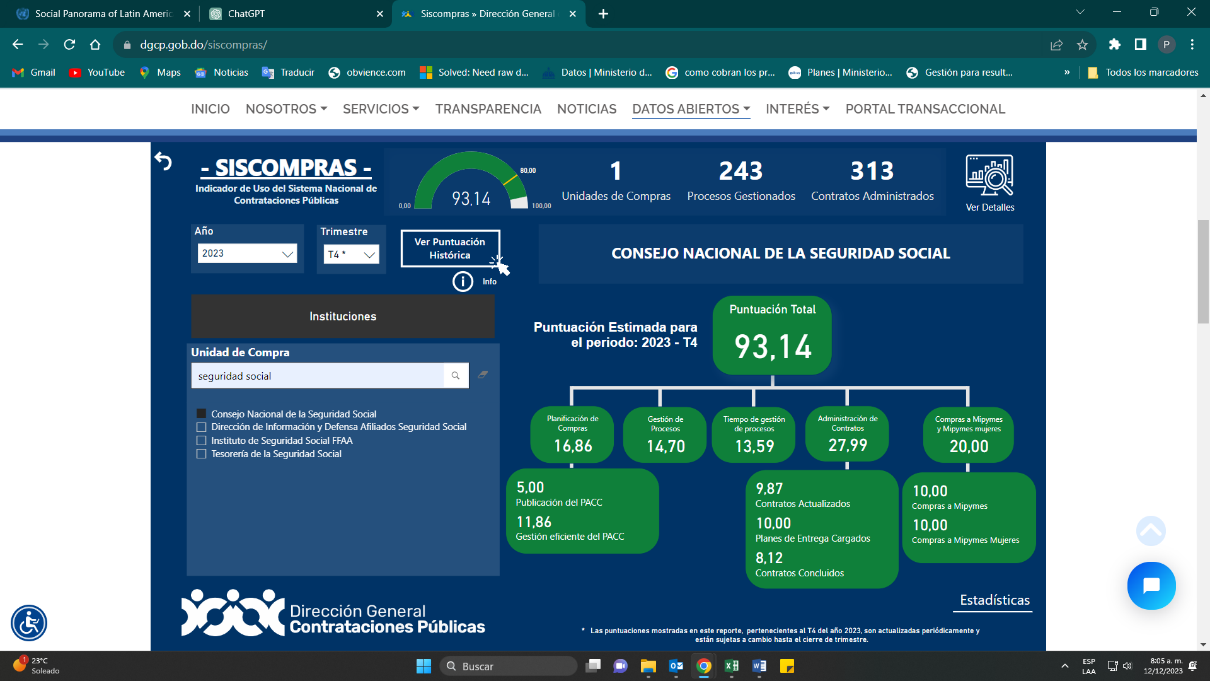 Social Panorama of Latin Americ
ChatGPT
Siscompras » Dirección General
dgcp.gob.do/siscompras/
P
Gmail
YouTube
Maps
Noticias
Traducir
obvience.com
Solved: Need raw d...
Datos | Ministerio d...
como cobran los pr...
Planes | Ministerio...
Gestión para result...
»
Todos los marcadores
INICIO NOSOTROS SERVICIOS TRANSPARENCIA NOTICIAS DATOS ABIERTOS INTERÉS PORTAL TRANSACCIONAL
- SISCOMPRAS -
Indicador de Uso del Sistema Nacional de
Contrataciones Públicas
80,00
93,14
0,00
100,00
1
Unidades de Compras
243
Procesos Gestionados
313
Contratos Administrados
Ver Detalles
Año
2023
Trimestre
T4 *
Ver Puntuación
Histórica
Info
CONSEJO NACIONAL DE LA SEGURIDAD SOCIAL
Instituciones
Unidad de Compra
seguridad social
Consejo Nacional de la Seguridad Social
Dirección de Información y Defensa Afiliados Seguridad Social
Instituto de Seguridad Social FFAA
Tesorería de la Seguridad Social
Puntuación Estimada para
el periodo: 2023 - T4
Puntuación Total
93,14
Planificación de
Compras
16,86
Gestión de
Procesos
14,70
Tiempo de gestión
de procesos
13,59
Administración de
Contratos
27,99
Compras a Mipymes
y Mipymes mujeres
20,00
5,00
Publicación del PACC
11,86
Gestión eficiente del PACC
9,87
Contratos Actualizados
10,00
Planes de Entrega Cargados
8,12
Contratos Concluidos
10,00
Compras a Mipymes
10,00
Compras a Mipymes Mujeres
Dirección General
Contrataciones Públicas
Estadísticas
* Las puntuaciones mostradas en este reporte, pertenecientes al T4 del año 2023, son actualizadas periódicamente y
están sujetas a cambio hasta el cierre de trimestre.
1
23°C
Soleado
Buscar
ESP
LAA
8:05 a. m.
12/12/2023